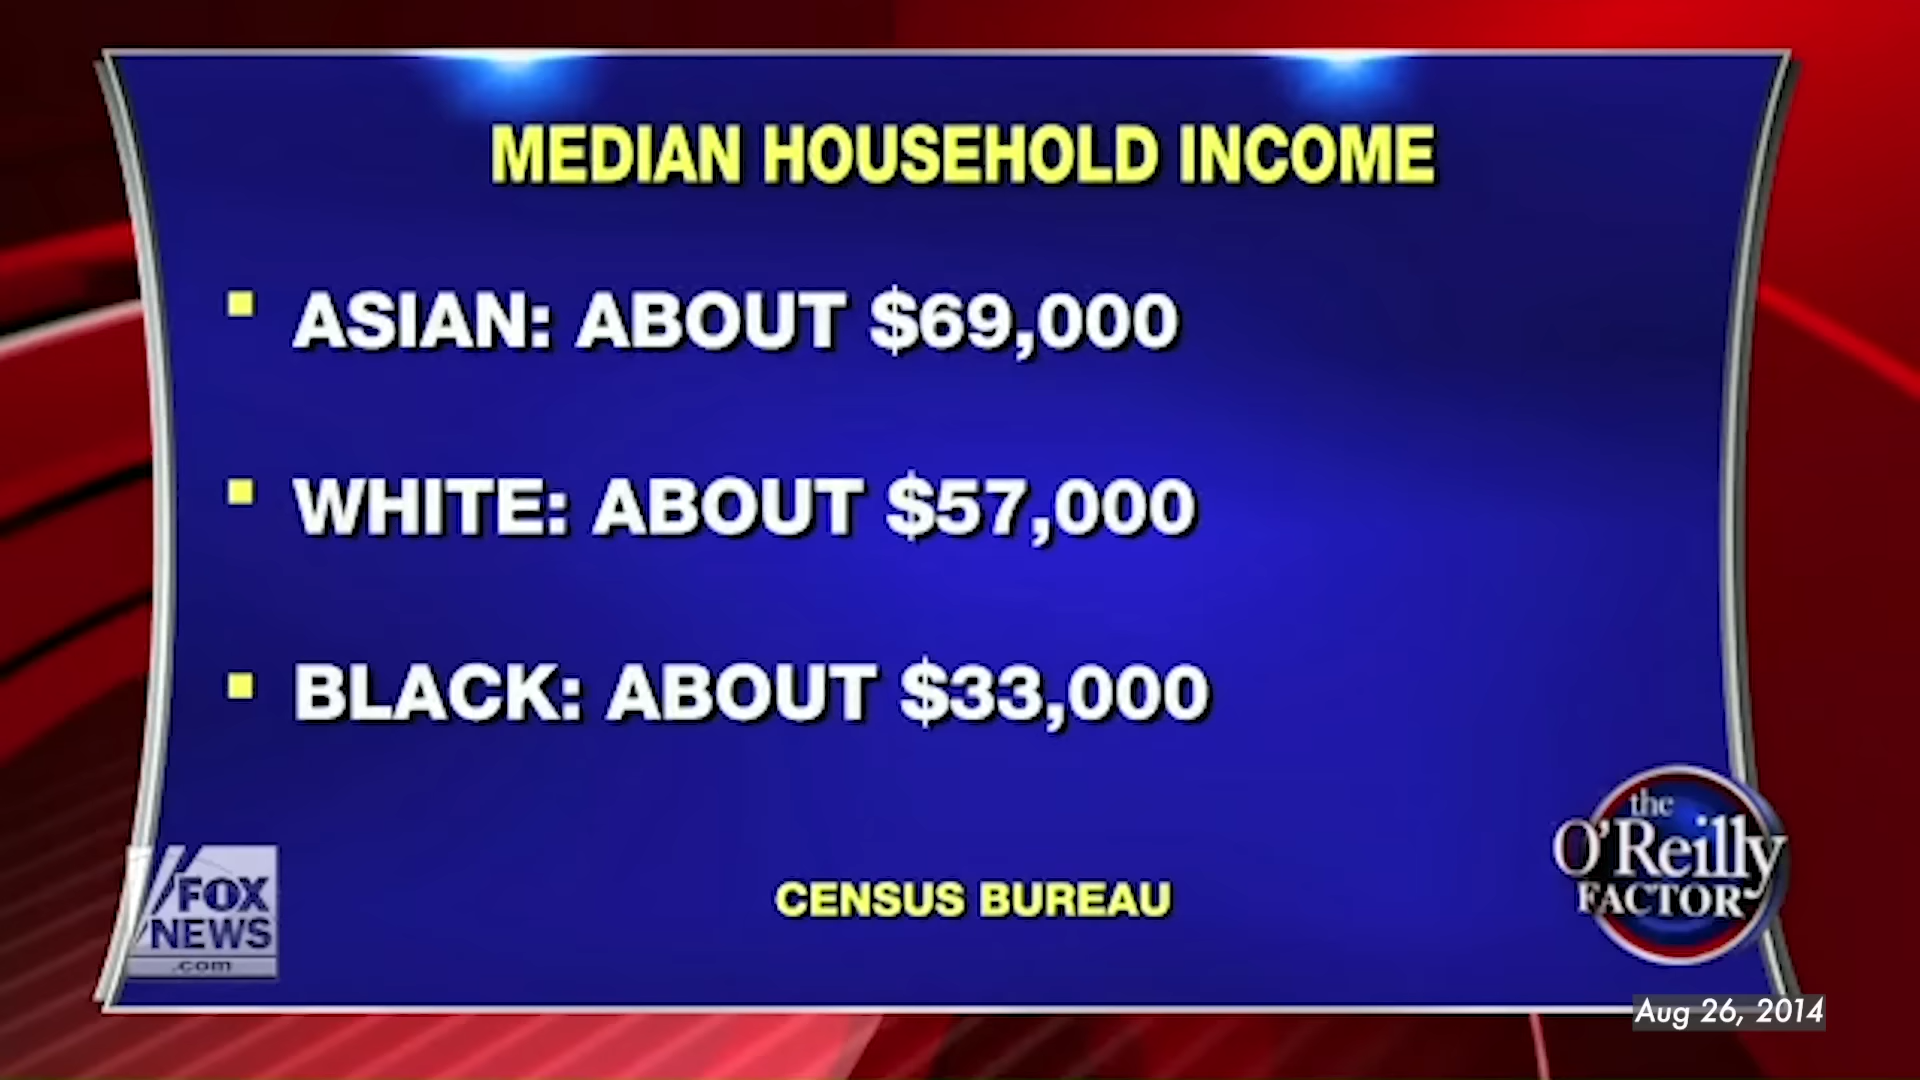 MEDIAN HOUSEHOLD INCOME
ASIAN: ABOUT $69,000
WHITE: ABOUT $57,000
BLACK: ABOUT $33,000
CENSUS BUREAU
FOX
NEWS
.com
the
O'Reilly
FACTOR
Aug 26, 2014